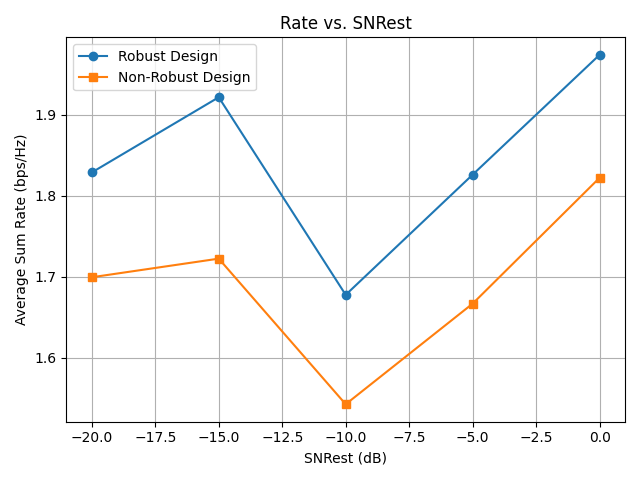 Rate vs. SNRest
Robust Design
Non-Robust Design
Average Sum Rate (bps/Hz)
1.9
1.8
1.7
1.6
−20.0 −17.5 −15.0 −12.5 −10.0 −7.5 −5.0 −2.5 0.0
SNRest (dB)